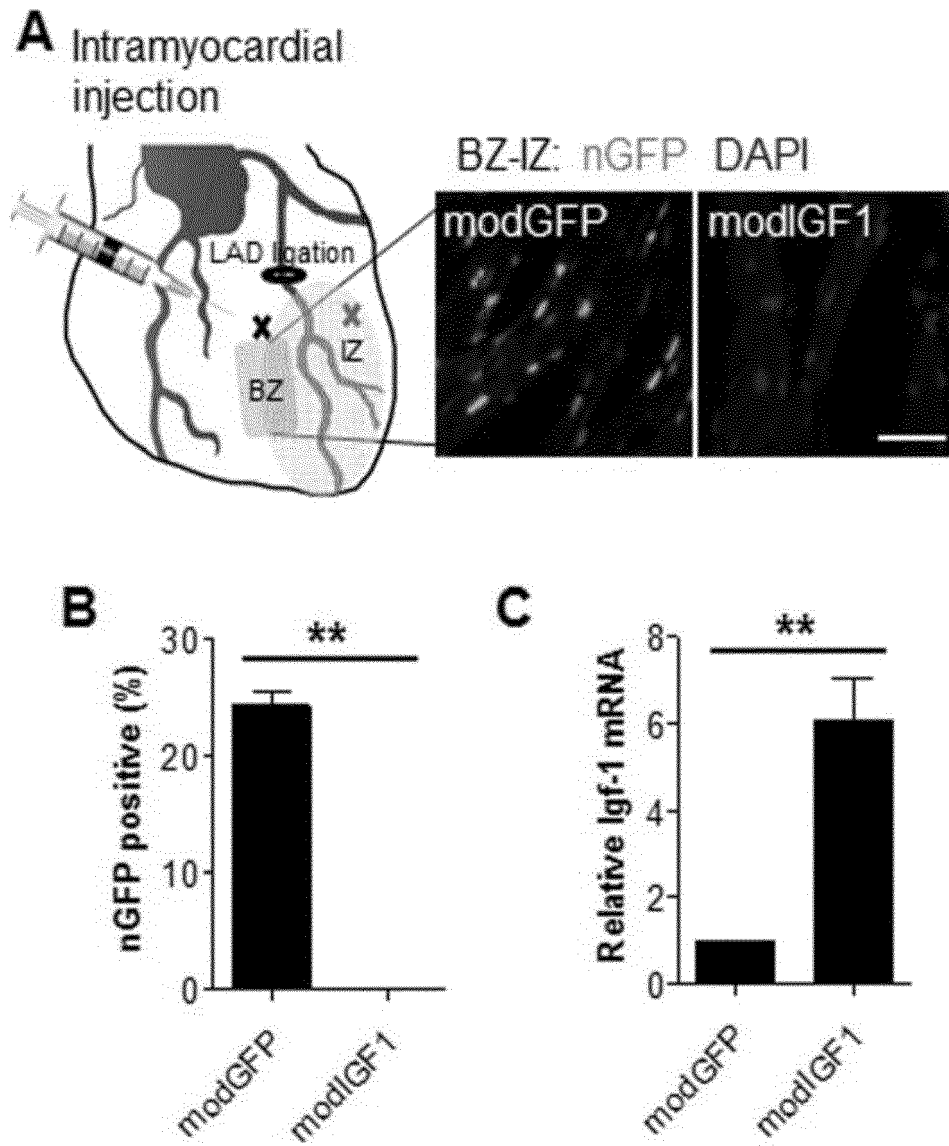 A Intramyocardial
injection
BZ-IZ: nGFP DAPI
modGFP
modIGF1
LAD ligation
X
X
IZ
BZ
B
**
30
20
10
0
nGFP positive (%)
modGFP
modIGF1
C
**
8
6
4
2
0
Relative Igf-1 mRNA
modGFP
modIGF1